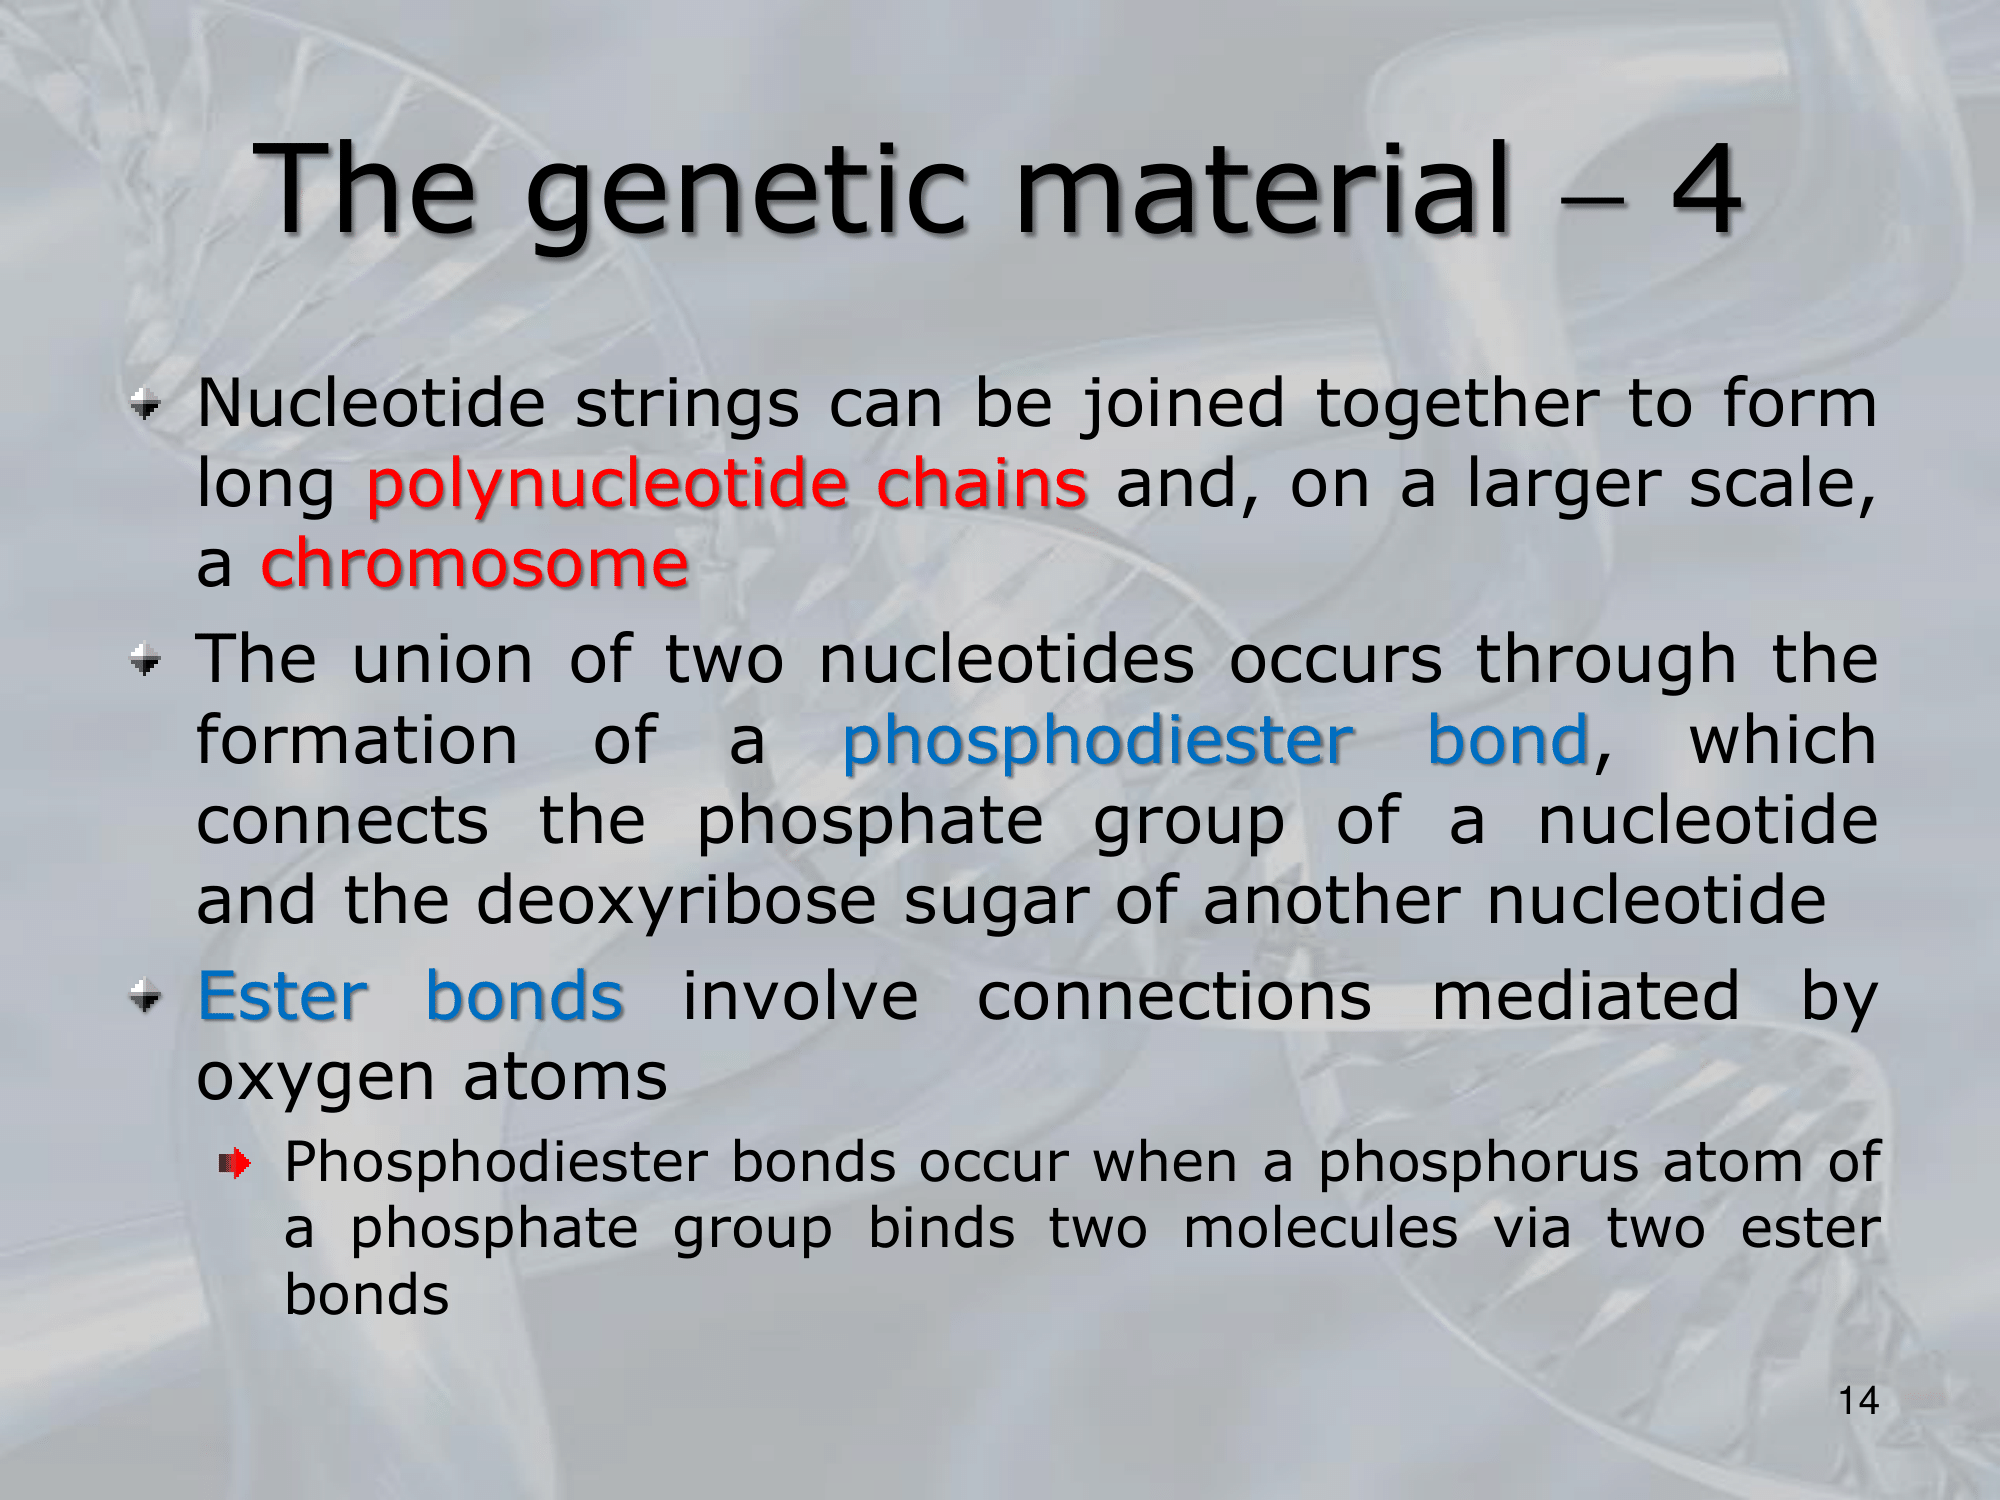 The genetic material – 4
Nucleotide strings can be joined together to form
long polynucleotide chains and, on a larger scale,
a chromosome
The union of two nucleotides occurs through the
formation of a phosphodiester bond, which
connects the phosphate group of a nucleotide
and the deoxyribose sugar of another nucleotide
Ester bonds involve connections mediated by
oxygen atoms
Phosphodiester bonds occur when a phosphorus atom of
a phosphate group binds two molecules via two ester
bonds
14